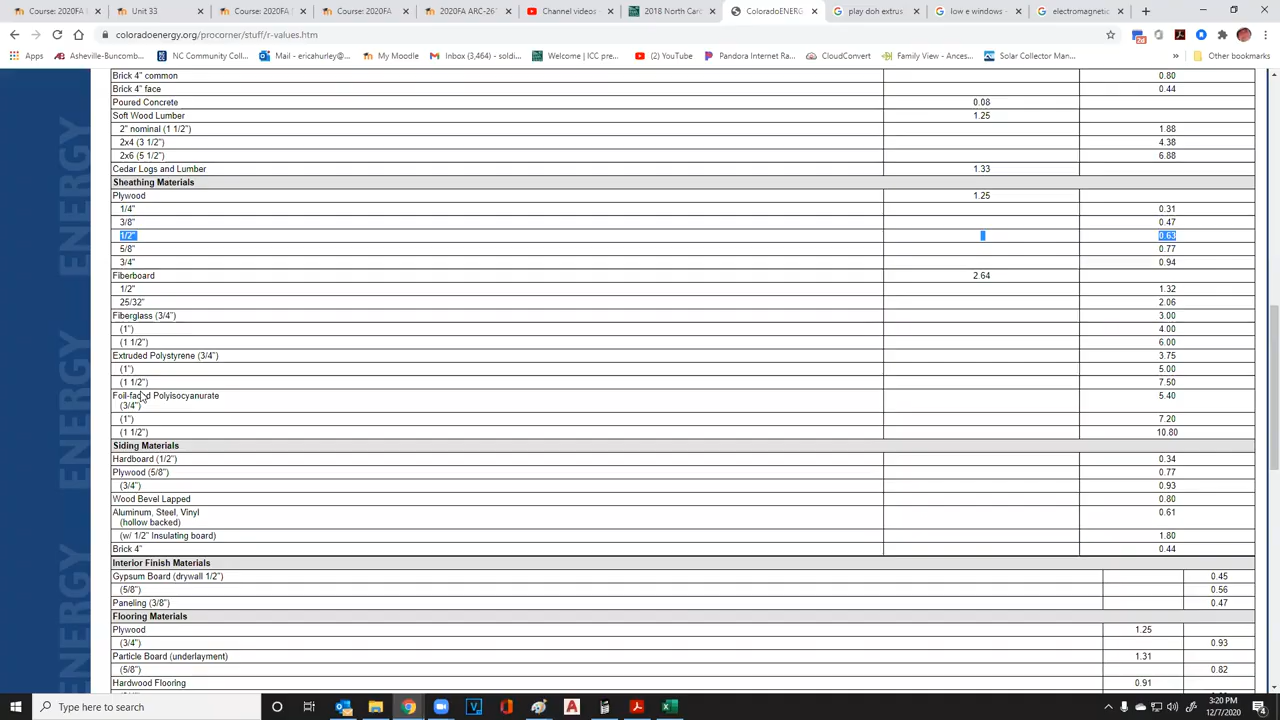 Course: 2020FA
Unit 33
Course: 2020FA
Course: 2020FA
2020FA ARC-26
Channel videos
2018 North Caro
ColoradoENERG
play doh extrus
low e windows -
electromagnetic
coloradoenergy.org/procorner/stuff/r-values.htm
Apps
Asheville-Buncomb...
NC Community Col...
Mail - ericahurley@...
My Moodle
Inbox (3,464) - soldi...
Welcome | ICC pre...
(2) YouTube
Pandora Internet Ra...
CloudConvert
Family View - Ances...
Solar Collector Man...
»
Other bookmarks
Brick 4" common 0.80
Brick 4" face 0.44
Poured Concrete 0.08
Soft Wood Lumber 1.25
2" nominal (1 1/2") 1.88
2x4 (3 1/2") 4.38
2x6 (5 1/2") 6.88
Cedar Logs and Lumber 1.33
Sheathing Materials
Plywood 1.25
1/4" 0.31
3/8" 0.47
1/2" 0.63
5/8" 0.77
3/4" 0.94
Fiberboard 2.64
1/2" 1.32
25/32" 2.06
Fiberglass (3/4") 3.00
(1") 4.00
(1 1/2") 6.00
Extruded Polystyrene (3/4") 3.75
(1") 5.00
(1 1/2") 7.50
Foil-faced Polyisocyanurate 5.40
(3/4")
(1") 7.20
(1 1/2") 10.80
Siding Materials
Hardboard (1/2") 0.34
Plywood (5/8") 0.77
(3/4") 0.93
Wood Bevel Lapped 0.80
Aluminum, Steel, Vinyl 0.61
(hollow backed)
(w/ 1/2" Insulating board) 1.80
Brick 4" 0.44
Interior Finish Materials
Gypsum Board (drywall 1/2") 0.45
(5/8") 0.56
Paneling (3/8") 0.47
Flooring Materials
Plywood 1.25
(3/4") 0.93
Particle Board (underlayment) 1.31
(5/8") 0.82
Hardwood Flooring 0.91
ENERGY
ENERGY
ENERGY
Type here to search
3:20 PM
12/7/2020